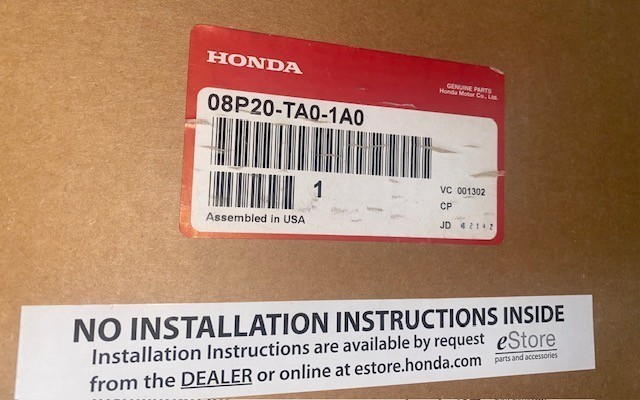 HONDA
GENUINE PARTS
Honda Motor Co., Ltd.
08P20-TA0-1A0
1
VC 001302
CP
Assembled in USA
JD
NO INSTALLATION INSTRUCTIONS INSIDE
Installation Instructions are available by request
from the DEALER or online at estore.honda.com
eStore
parts and accessories